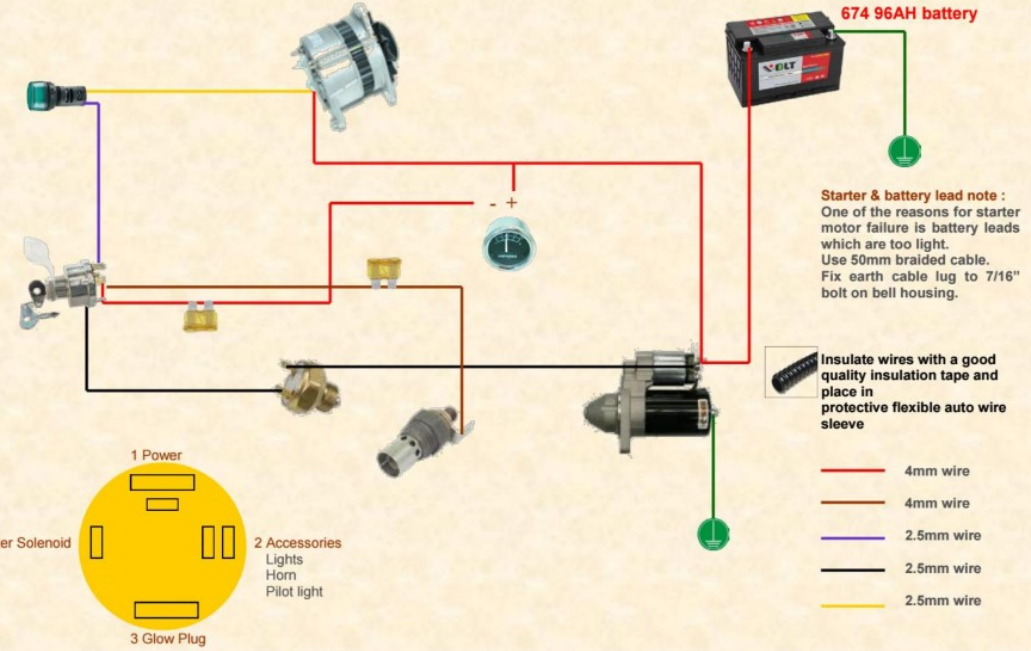 674 96AH battery
VOLT
- +
Starter & battery lead note :
One of the reasons for starter
motor failure is battery leads
which are too light.
Use 50mm braided cable.
Fix earth cable lug to 7/16"
bolt on bell housing.
Insulate wires with a good
quality insulation tape and
place in
protective flexible auto wire
sleeve
1 Power
er Solenoid
2 Accessories
Lights
Horn
Pilot light
3 Glow Plug
4mm wire
4mm wire
2.5mm wire
2.5mm wire
2.5mm wire